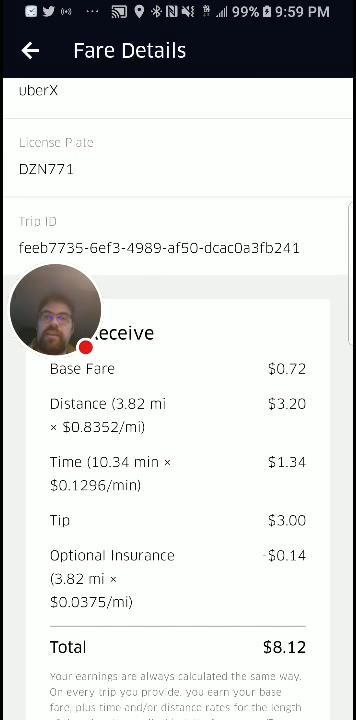 99% 9:59 PM
Fare Details
uberX
License Plate
DZN771
Trip ID
feeb7735-6ef3-4989-af50-dcac0a3fb241
Receive
Base Fare $0.72
Distance (3.82 mi $3.20
× $0.8352/mi)
Time (10.34 min × $1.34
$0.1296/min)
Tip $3.00
Optional Insurance -$0.14
(3.82 mi ×
$0.0375/mi)
Total $8.12
Your earnings are always calculated the same way.
On every trip you provide, you earn your base
fare, plus time and/or distance rates for the length